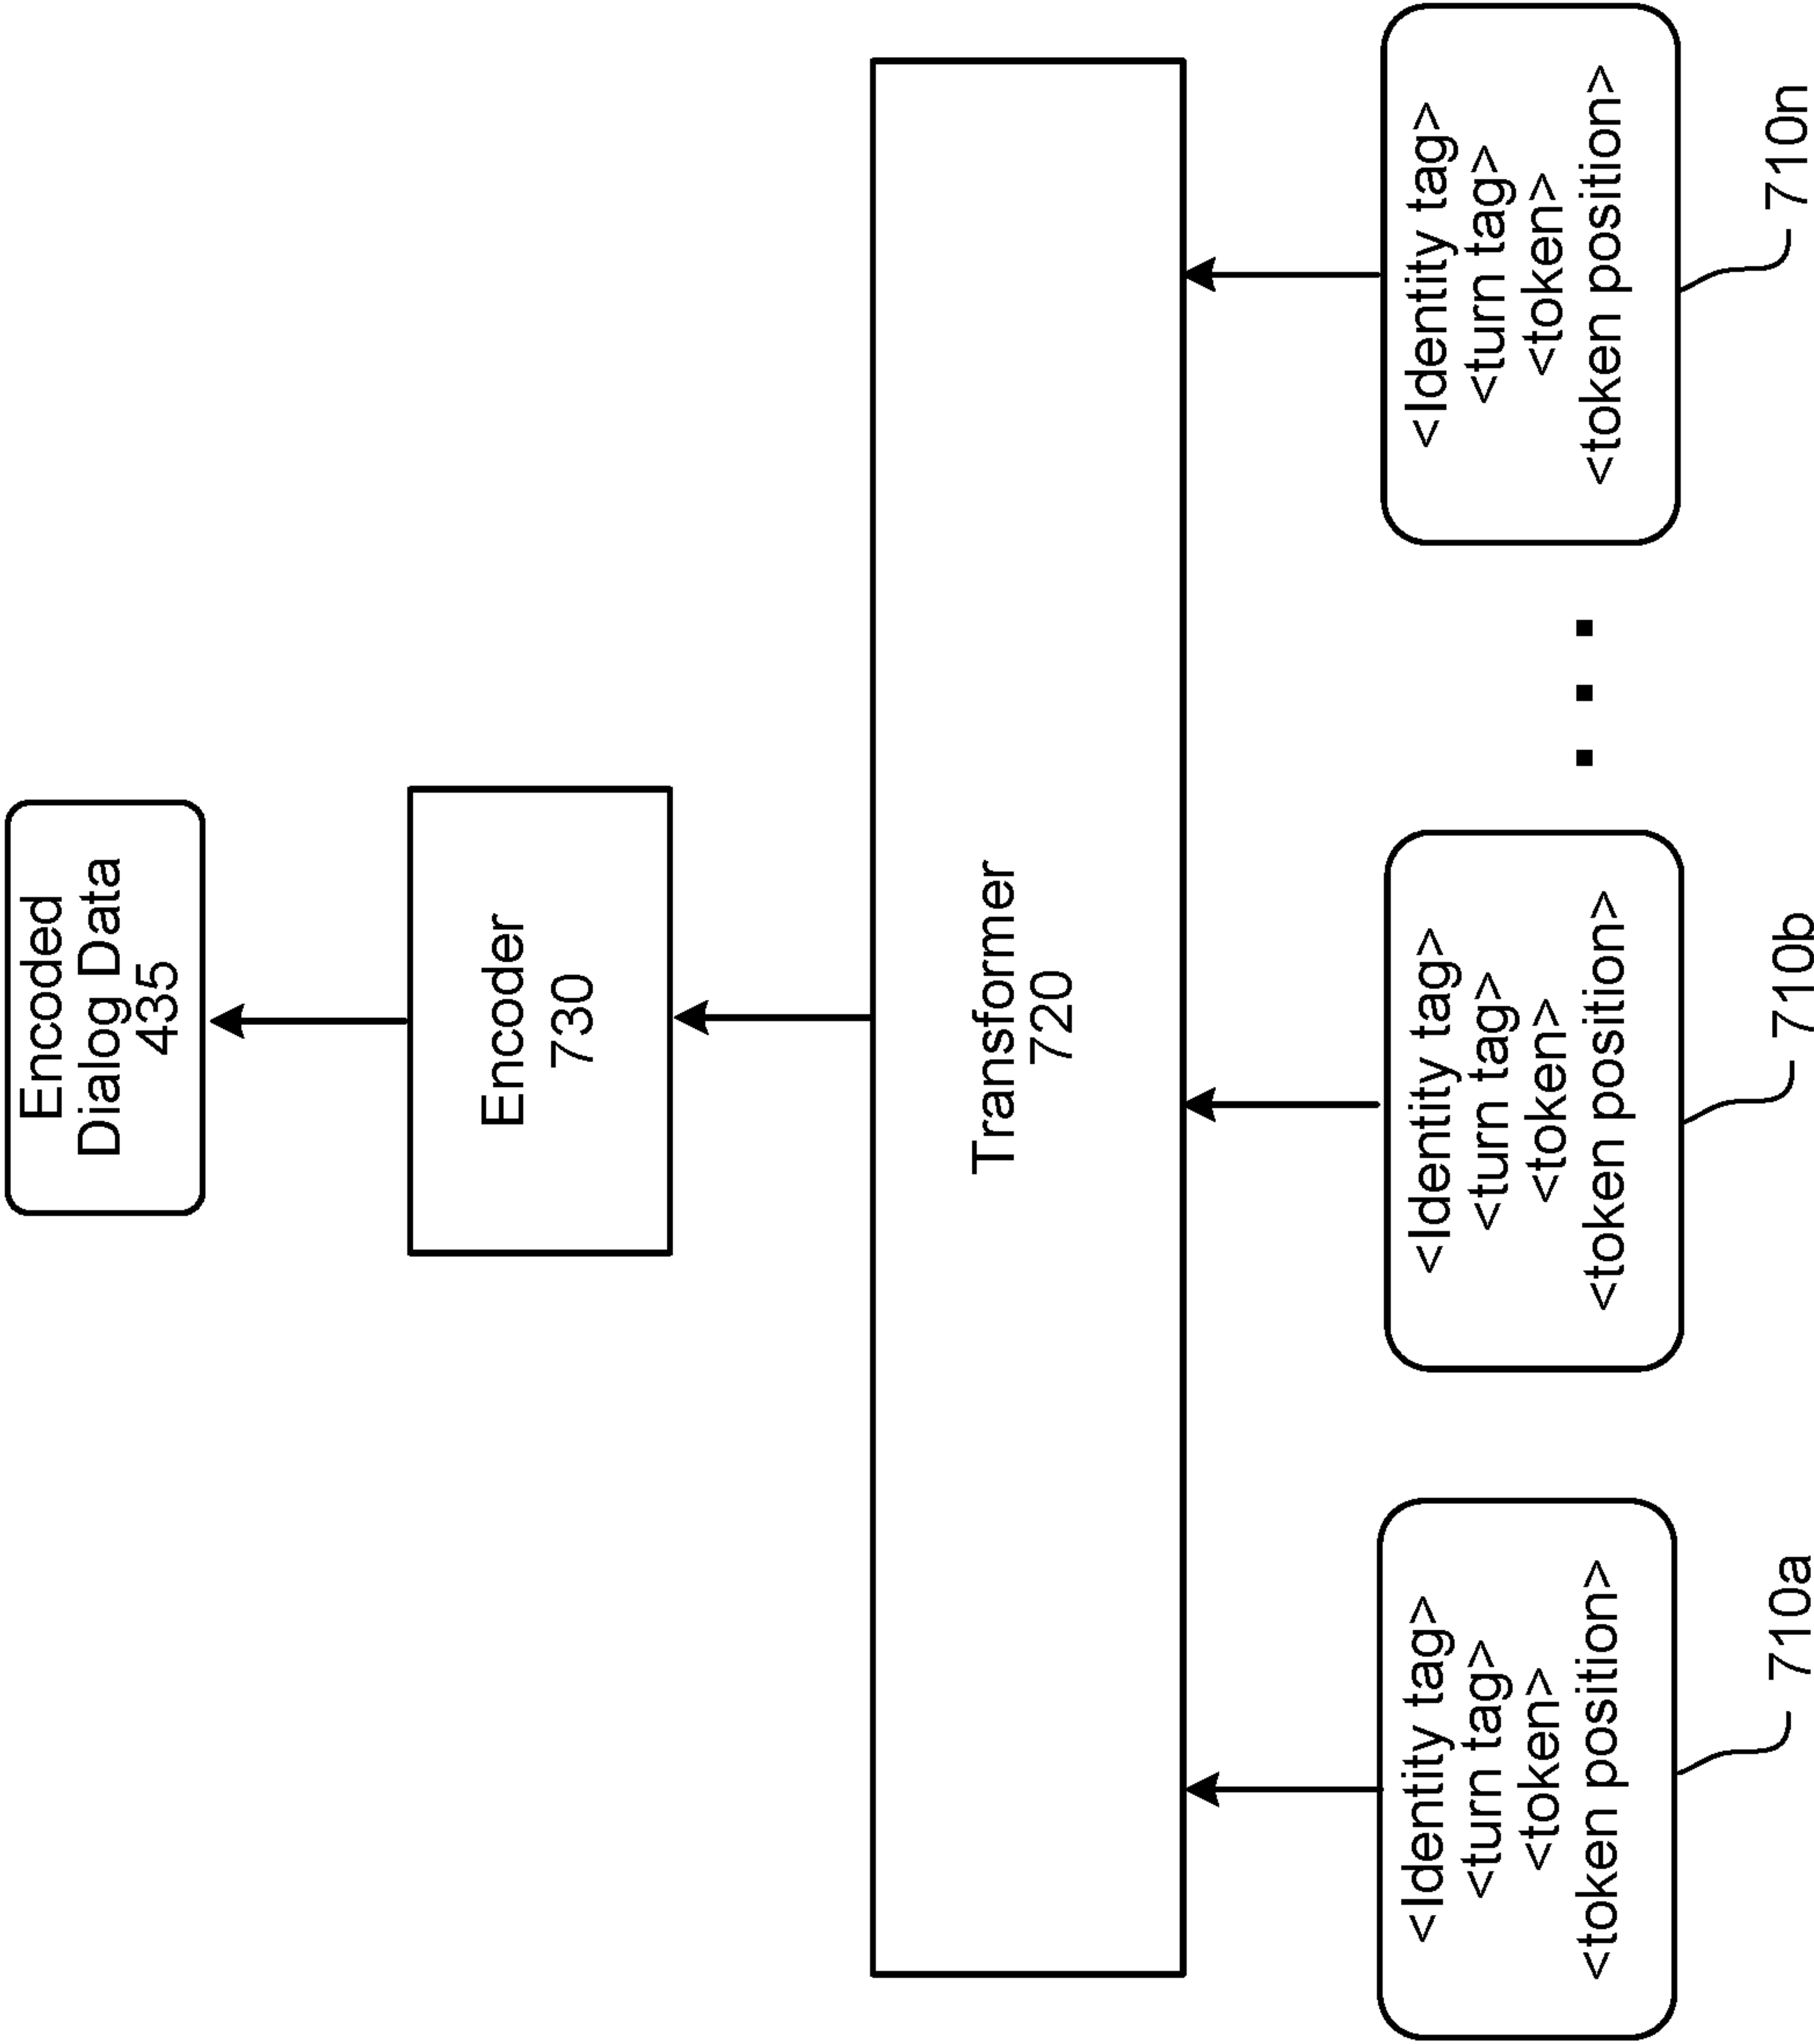 Encoded
Dialog Data
435
Encoder
730
Transformer
720
<Identity tag>
<turn tag>
<token>
<token position>
710a
<Identity tag>
<turn tag>
<token>
<token position>
710b
<Identity tag>
<turn tag>
<token>
<token position>
710n